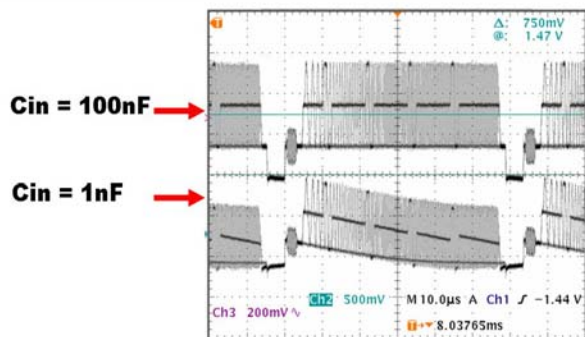 Δ: 750mV
@: 1.47 V
Cin = 100nF
Cin = 1nF
Ch2 500mV M 10.0µs A Ch1 ʃ −1.44 V
Ch3 200mV∿
T→▾ 8.03765ms